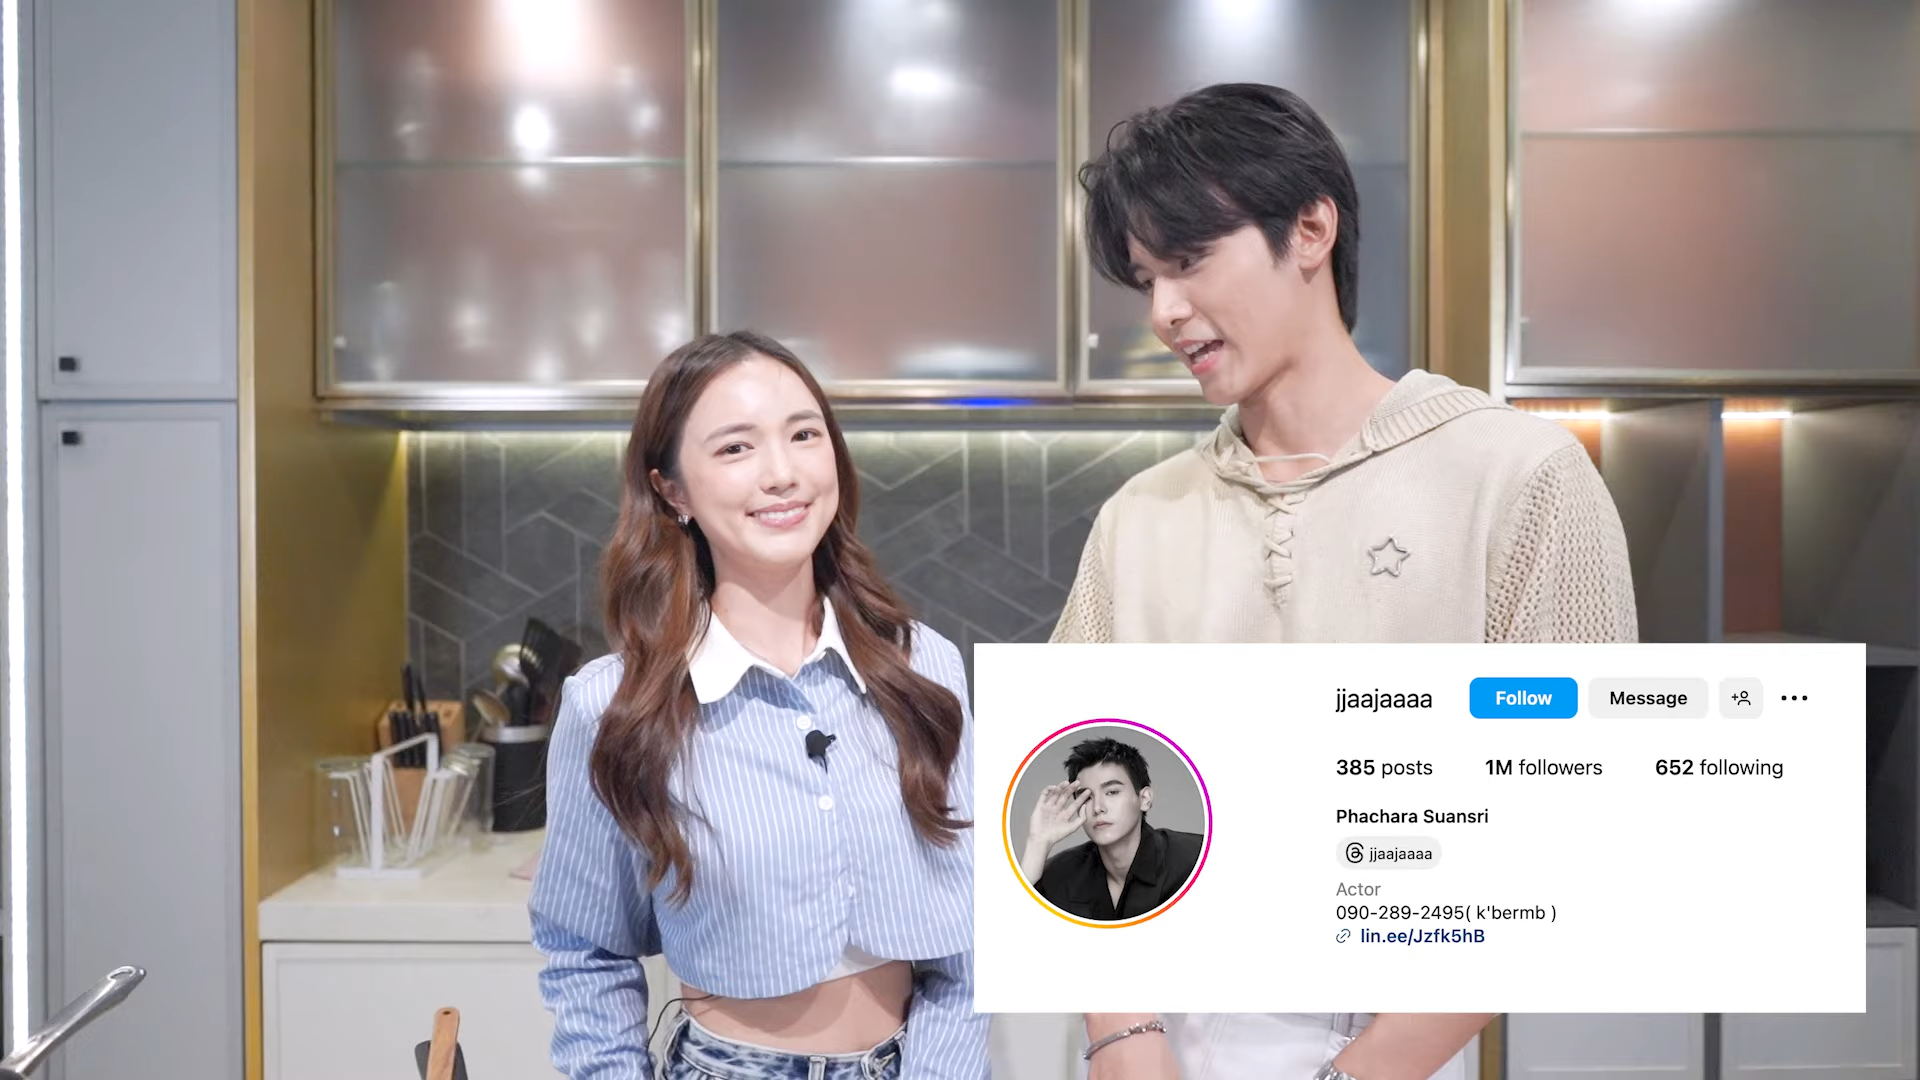 jjaajaaaa Follow Message
385 posts 1M followers 652 following
Phachara Suansri
jjaajaaaa
Actor
090-289-2495( k'bermb )
lin.ee/Jzfk5hB